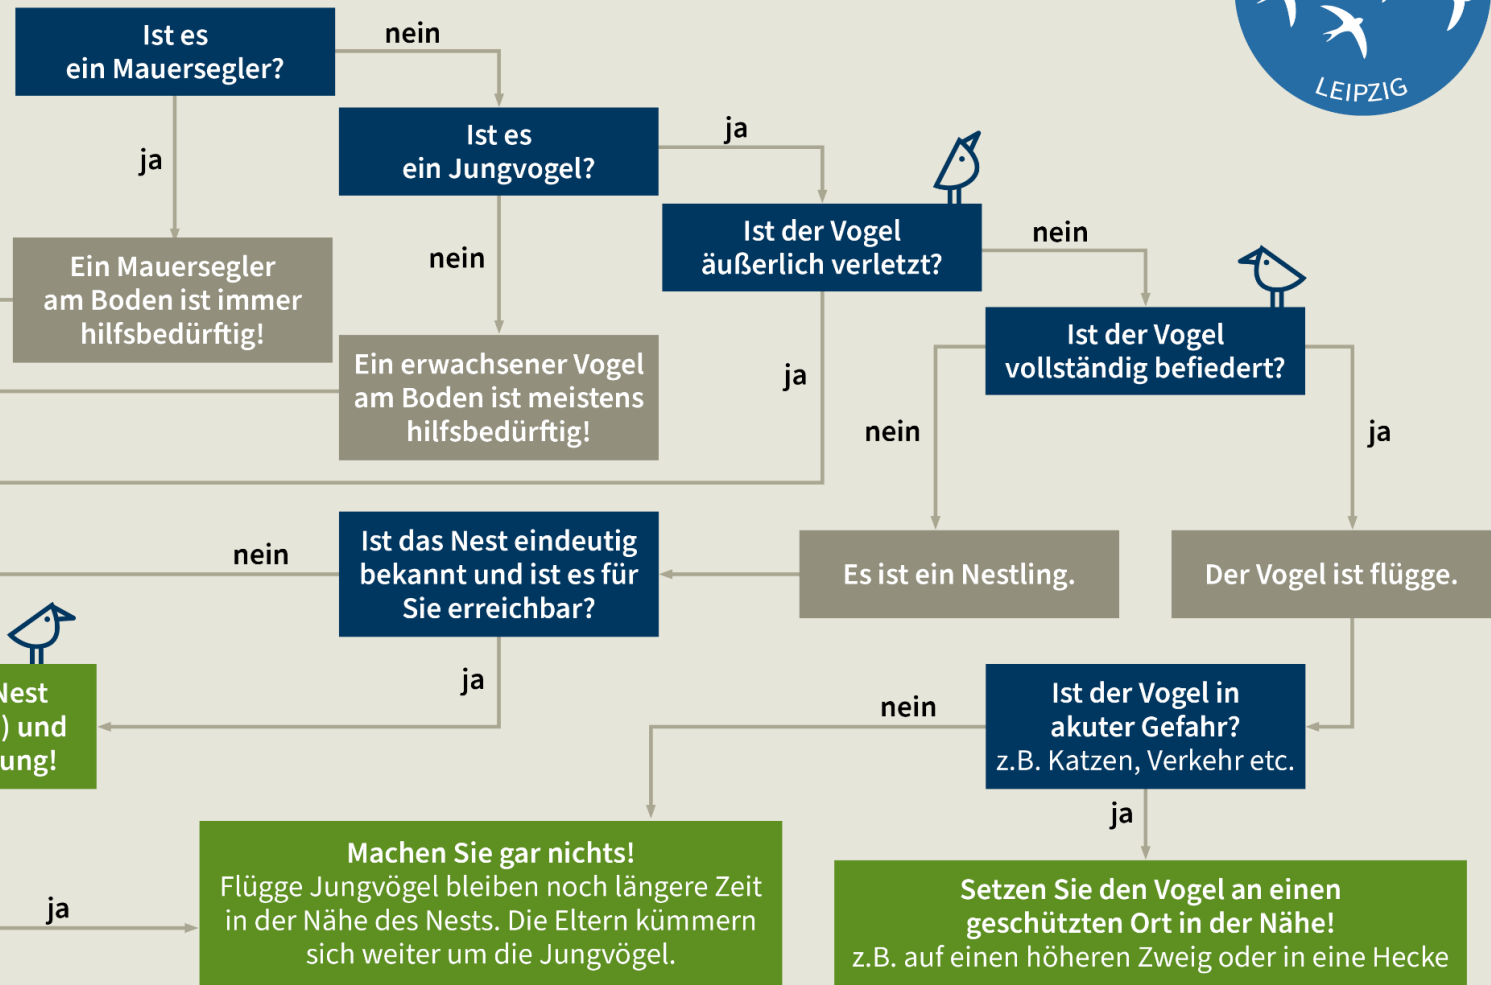 LEIPZIG
Ist es
ein Mauersegler?
nein
ja
Ist es
ein Jungvogel?
ja
nein
Ist der Vogel
äußerlich verletzt?
nein
ja
Ein Mauersegler
am Boden ist immer
hilfsbedürftig!
Ein erwachsener Vogel
am Boden ist meistens
hilfsbedürftig!
Ist der Vogel
vollständig befiedert?
nein
ja
Ist das Nest eindeutig
bekannt und ist es für
Sie erreichbar?
nein
ja
Es ist ein Nestling.
Der Vogel ist flügge.
) und
ung!
Ist der Vogel in
akuter Gefahr?
z.B. Katzen, Verkehr etc.
nein
ja
Machen Sie gar nichts!
Flügge Jungvögel bleiben noch längere Zeit
in der Nähe des Nests. Die Eltern kümmern
sich weiter um die Jungvögel.
ja
Setzen Sie den Vogel an einen
geschützten Ort in der Nähe!
z.B. auf einen höheren Zweig oder in eine Hecke